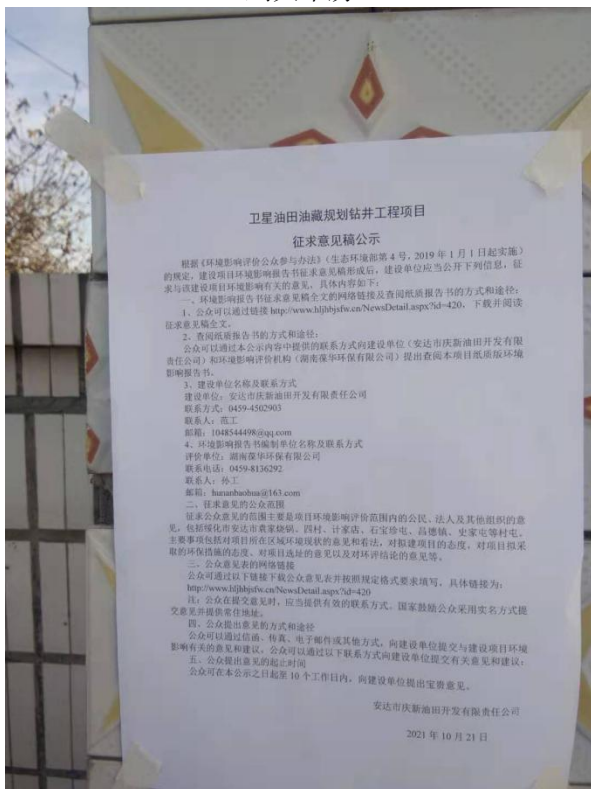 卫星油田油藏规划钻井工程项目
征求意见稿公示
根据《环境影响评价公众参与办法》（生态环境部第 4 号，2019 年 1 月 1 日起实施）
的规定，建设项目环境影响报告书征求意见稿形成后，建设单位应当公开下列信息，征
求与该建设项目环境影响有关的意见。具体内容如下：
一、环境影响报告书征求意见稿全文的网络链接及查阅纸质报告书的方式和途径：
1、公众可以通过链接 http://www.hljhbjsfw.cn/NewsDetail.aspx?id=420，下载并阅读
征求意见稿全文。
2、查阅纸质报告书的方式和途径：
公众可以通过本公示内容中提供的联系方式向建设单位（安达市庆新油田开发有限
责任公司）和环境影响评价机构（湖南葆华环保有限公司）提出查阅本项目纸质版环境
影响报告书。
3、建设单位名称及联系方式
建设单位：安达市庆新油田开发有限责任公司
联系方式：0459-4502903
联系人：范工
邮箱：1048544498@qq.com
4、环境影响报告书编制单位名称及联系方式
评价单位：湖南葆华环保有限公司
联系电话：0459-8136292
联系人：孙工
邮箱：hunanbaohua@163.com
二、征求意见的公众范围
征求公众意见的范围主要是项目环境影响评价范围内的公民、法人及其他组织的意
见，包括绥化市安达市袁家烧锅、四村、计家店、石宝珍屯、昌德镇、史家屯等村屯，
主要事项包括对项目所在区域环境现状的意见和看法，对拟建项目的态度，对项目拟采
取的环保措施的态度、对项目选址的意见以及对环评结论的意见等。
三、公众意见表的网络链接
公众可通过以下链接下载公众意见表并按照规定格式要求填写，具体链接为：
http://www.hljhbjsfw.cn/NewsDetail.aspx?id=420
注：公众在提交意见时，应当提供有效的联系方式。国家鼓励公众采用实名方式提
交意见并提供常住地址。
四、公众提出意见的方式和途径
公众可以通过信函、传真、电子邮件或其他方式，向建设单位提交与建设项目环境
影响有关的意见和建议。公众可以通过以下联系方式向建设单位提交有关意见和建议：
五、公众提出意见的起止时间
公众可在本公示之日起至 10 个工作日内，向建设单位提出宝贵意见。
安达市庆新油田开发有限责任公司
2021 年 10 月 21 日